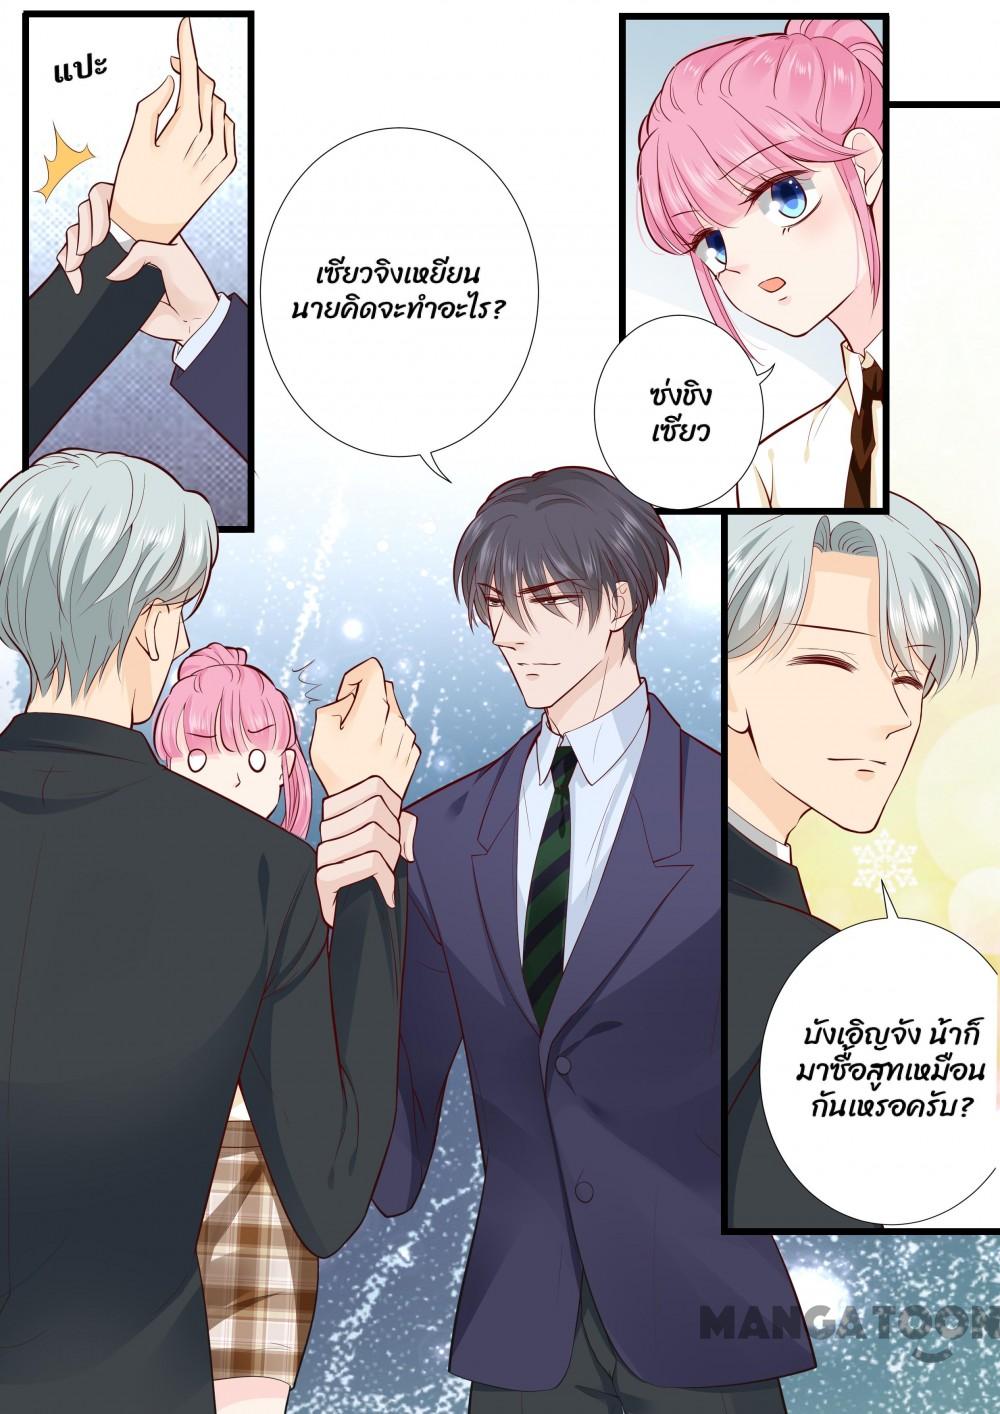 แปะ
เซียวจิงเหยียน
นายคิดจะทำอะไร?
ซ่งชิง
เซียว
บังเอิญจัง น้าก็
มาซื้อสูทเหมือน
กันเหรอครับ?
MANGATOON